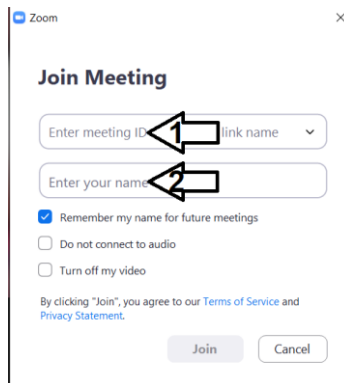 Zoom
Join Meeting
Enter meeting ID 1 link name
Enter your name 2
Remember my name for future meetings
Do not connect to audio
Turn off my video
By clicking "Join", you agree to our Terms of Service and
Privacy Statement.
Join Cancel